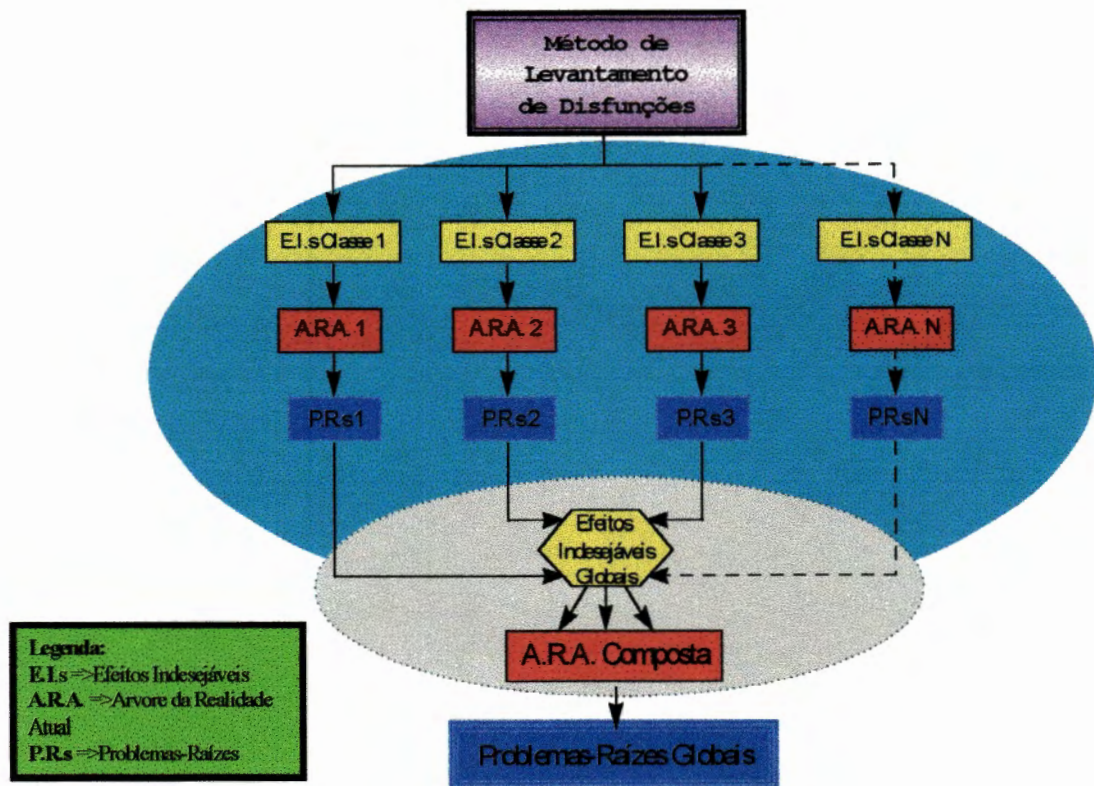 Método de
Levantamento
de Disfunções
E.I.s Classe 1
E.I.s Classe 2
E.I.s Classe 3
E.I.s Classe N
A.R.A. 1
A.R.A. 2
A.R.A. 3
A.R.A. N
P.R.s 1
P.R.s 2
P.R.s 3
P.R.s N
Efeitos
Indesejáveis
Globais
A.R.A. Composta
Problemas-Raízes Globais
Legenda:
E.I.s =>Efeitos Indesejáveis
A.R.A. =>Arvore da Realidade
Atual
P.R.s =>Problemas-Raízes